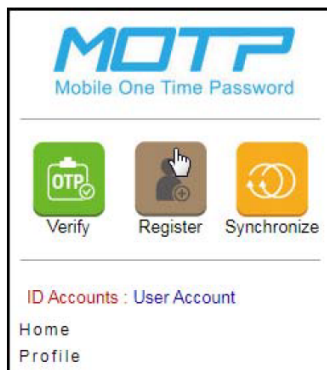 MOTP
Mobile One Time Password
OTP
Verify Register Synchronize
ID Accounts : User Account
Home
Profile